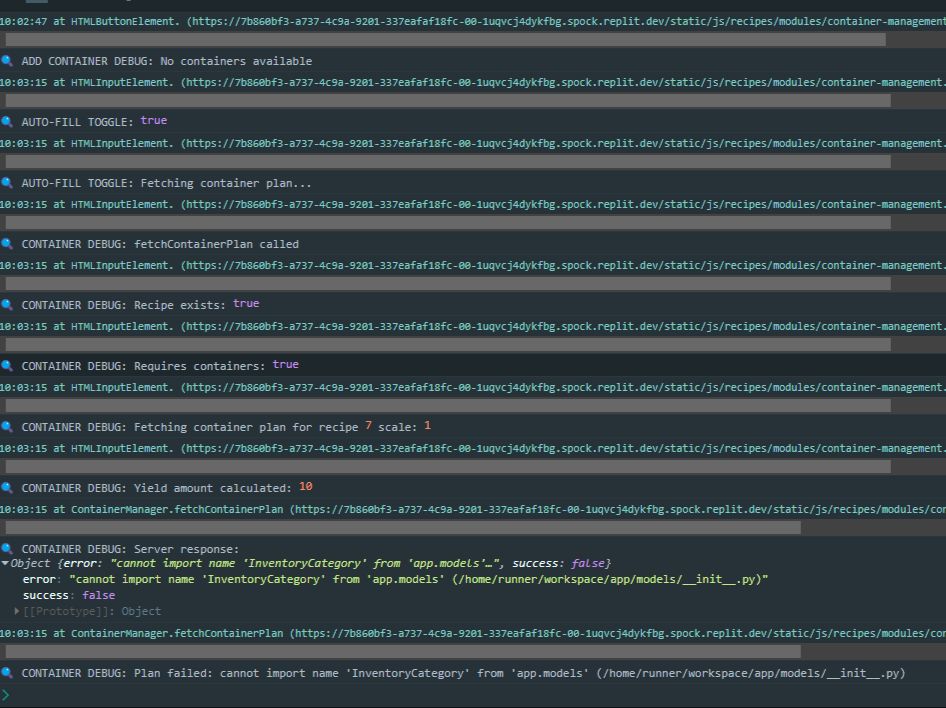 10:02:47 at HTMLButtonElement. (https://7b860bf3-a737-4c9a-9201-337eafaf18fc-00-1uqvcj4dykfbg.spock.replit.dev/static/js/recipes/modules/container-management
ADD CONTAINER DEBUG: No containers available
10:03:15 at HTMLInputElement. (https://7b860bf3-a737-4c9a-9201-337eafaf18fc-00-1uqvcj4dykfbg.spock.replit.dev/static/js/recipes/modules/container-management.
AUTO-FILL TOGGLE: true
10:03:15 at HTMLInputElement. (https://7b860bf3-a737-4c9a-9201-337eafaf18fc-00-1uqvcj4dykfbg.spock.replit.dev/static/js/recipes/modules/container-management.
AUTO-FILL TOGGLE: Fetching container plan...
10:03:15 at HTMLInputElement. (https://7b860bf3-a737-4c9a-9201-337eafaf18fc-00-1uqvcj4dykfbg.spock.replit.dev/static/js/recipes/modules/container-management.
CONTAINER DEBUG: fetchContainerPlan called
10:03:15 at HTMLInputElement. (https://7b860bf3-a737-4c9a-9201-337eafaf18fc-00-1uqvcj4dykfbg.spock.replit.dev/static/js/recipes/modules/container-management.
CONTAINER DEBUG: Recipe exists: true
10:03:15 at HTMLInputElement. (https://7b860bf3-a737-4c9a-9201-337eafaf18fc-00-1uqvcj4dykfbg.spock.replit.dev/static/js/recipes/modules/container-management.
CONTAINER DEBUG: Requires containers: true
10:03:15 at HTMLInputElement. (https://7b860bf3-a737-4c9a-9201-337eafaf18fc-00-1uqvcj4dykfbg.spock.replit.dev/static/js/recipes/modules/container-management.
CONTAINER DEBUG: Fetching container plan for recipe 7 scale: 1
10:03:15 at HTMLInputElement. (https://7b860bf3-a737-4c9a-9201-337eafaf18fc-00-1uqvcj4dykfbg.spock.replit.dev/static/js/recipes/modules/container-management.
CONTAINER DEBUG: Yield amount calculated: 10
10:03:15 at ContainerManager.fetchContainerPlan (https://7b860bf3-a737-4c9a-9201-337eafaf18fc-00-1uqvcj4dykfbg.spock.replit.dev/static/js/recipes/modules/con
CONTAINER DEBUG: Server response:
Object {error: "cannot import name 'InventoryCategory' from 'app.models'…", success: false}
error: "cannot import name 'InventoryCategory' from 'app.models' (/home/runner/workspace/app/models/__init__.py)"
success: false
[[Prototype]]: Object
10:03:15 at ContainerManager.fetchContainerPlan (https://7b860bf3-a737-4c9a-9201-337eafaf18fc-00-1uqvcj4dykfbg.spock.replit.dev/static/js/recipes/modules/con
CONTAINER DEBUG: Plan failed: cannot import name 'InventoryCategory' from 'app.models' (/home/runner/workspace/app/models/__init__.py)